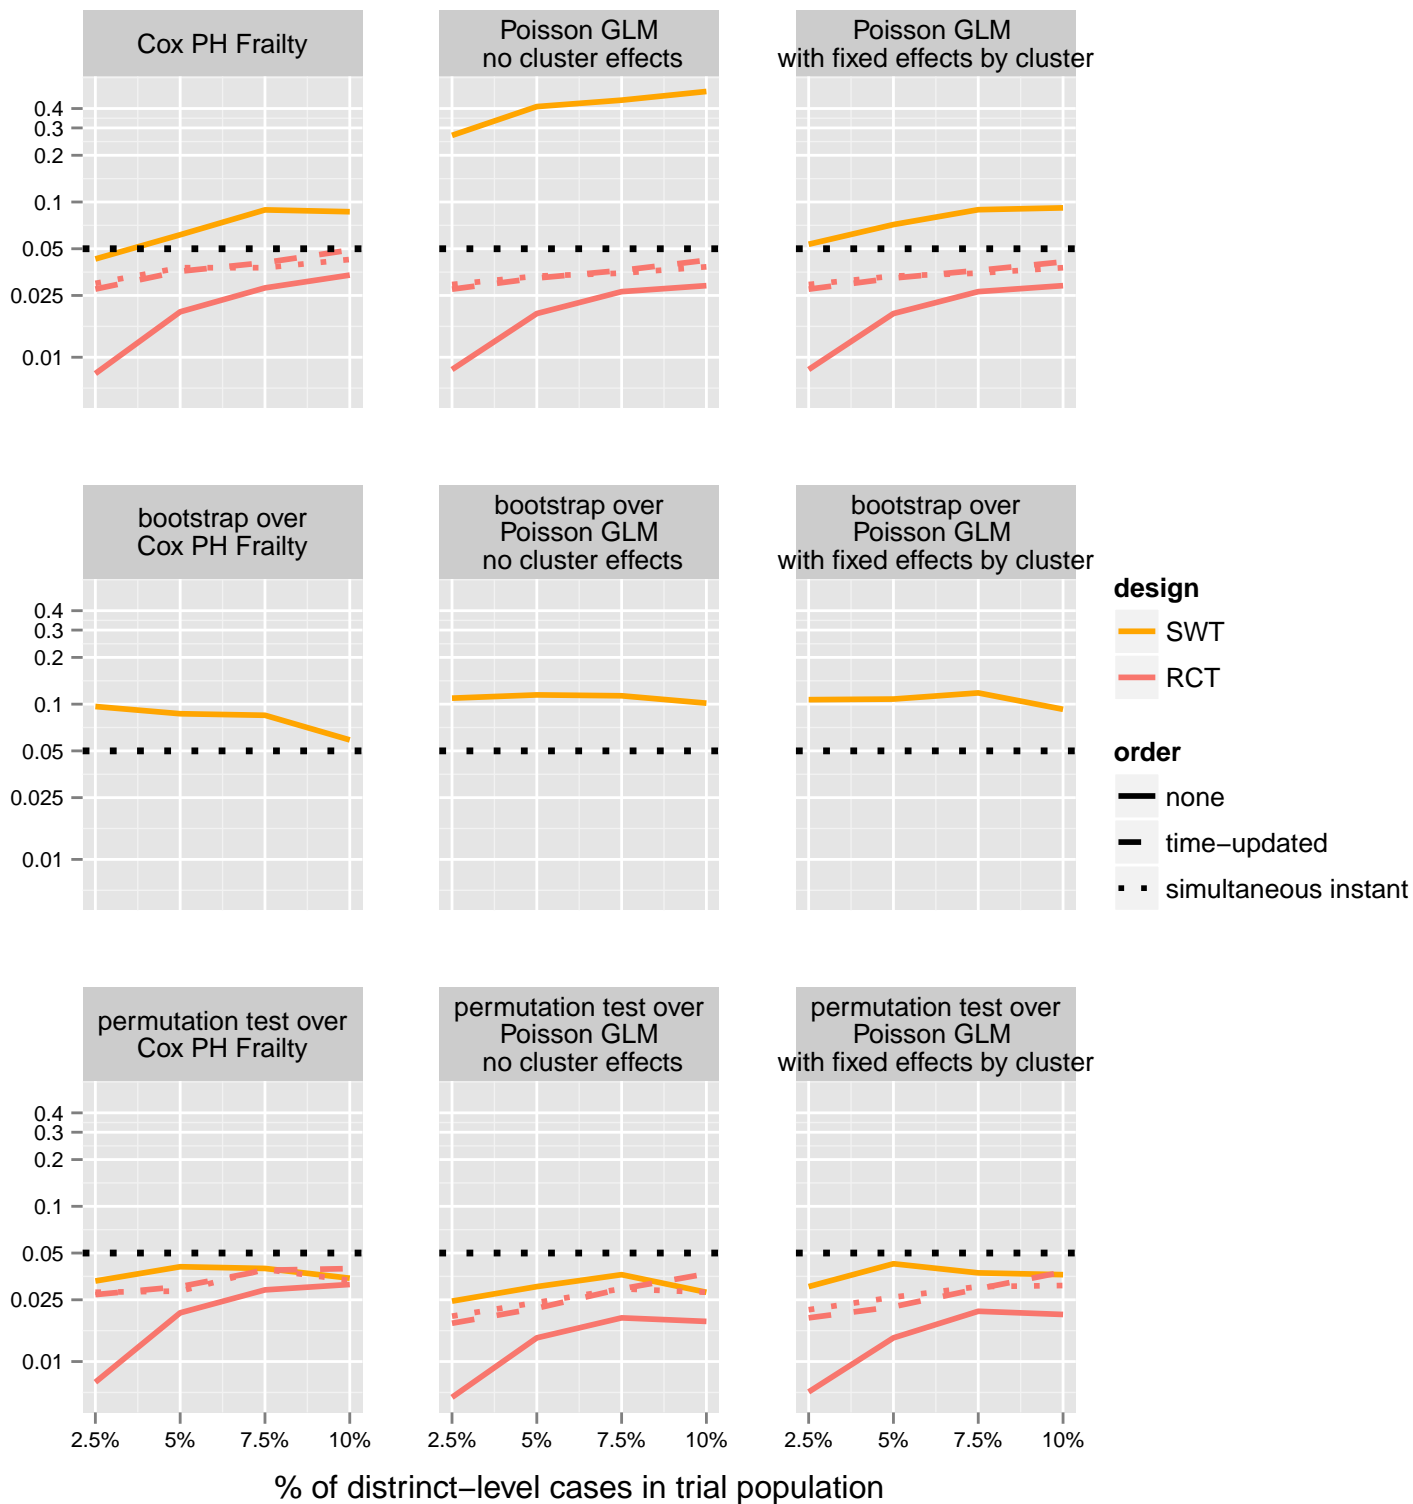 Cox PH Frailty
Poisson GLM
no cluster effects
Poisson GLM
with fixed effects by cluster
0.4
0.3
0.2
0.1
0.05
0.025
0.01
bootstrap over
Cox PH Frailty
bootstrap over
Poisson GLM
no cluster effects
bootstrap over
Poisson GLM
with fixed effects by cluster
0.4
0.3
0.2
0.1
0.05
0.025
0.01
design
SWT
RCT
order
none
time−updated
simultaneous instant
permutation test over
Cox PH Frailty
permutation test over
Poisson GLM
no cluster effects
permutation test over
Poisson GLM
with fixed effects by cluster
0.4
0.3
0.2
0.1
0.05
0.025
0.01
2.5% 5% 7.5% 10%
2.5% 5% 7.5% 10%
2.5% 5% 7.5% 10%
% of distrinct−level cases in trial population